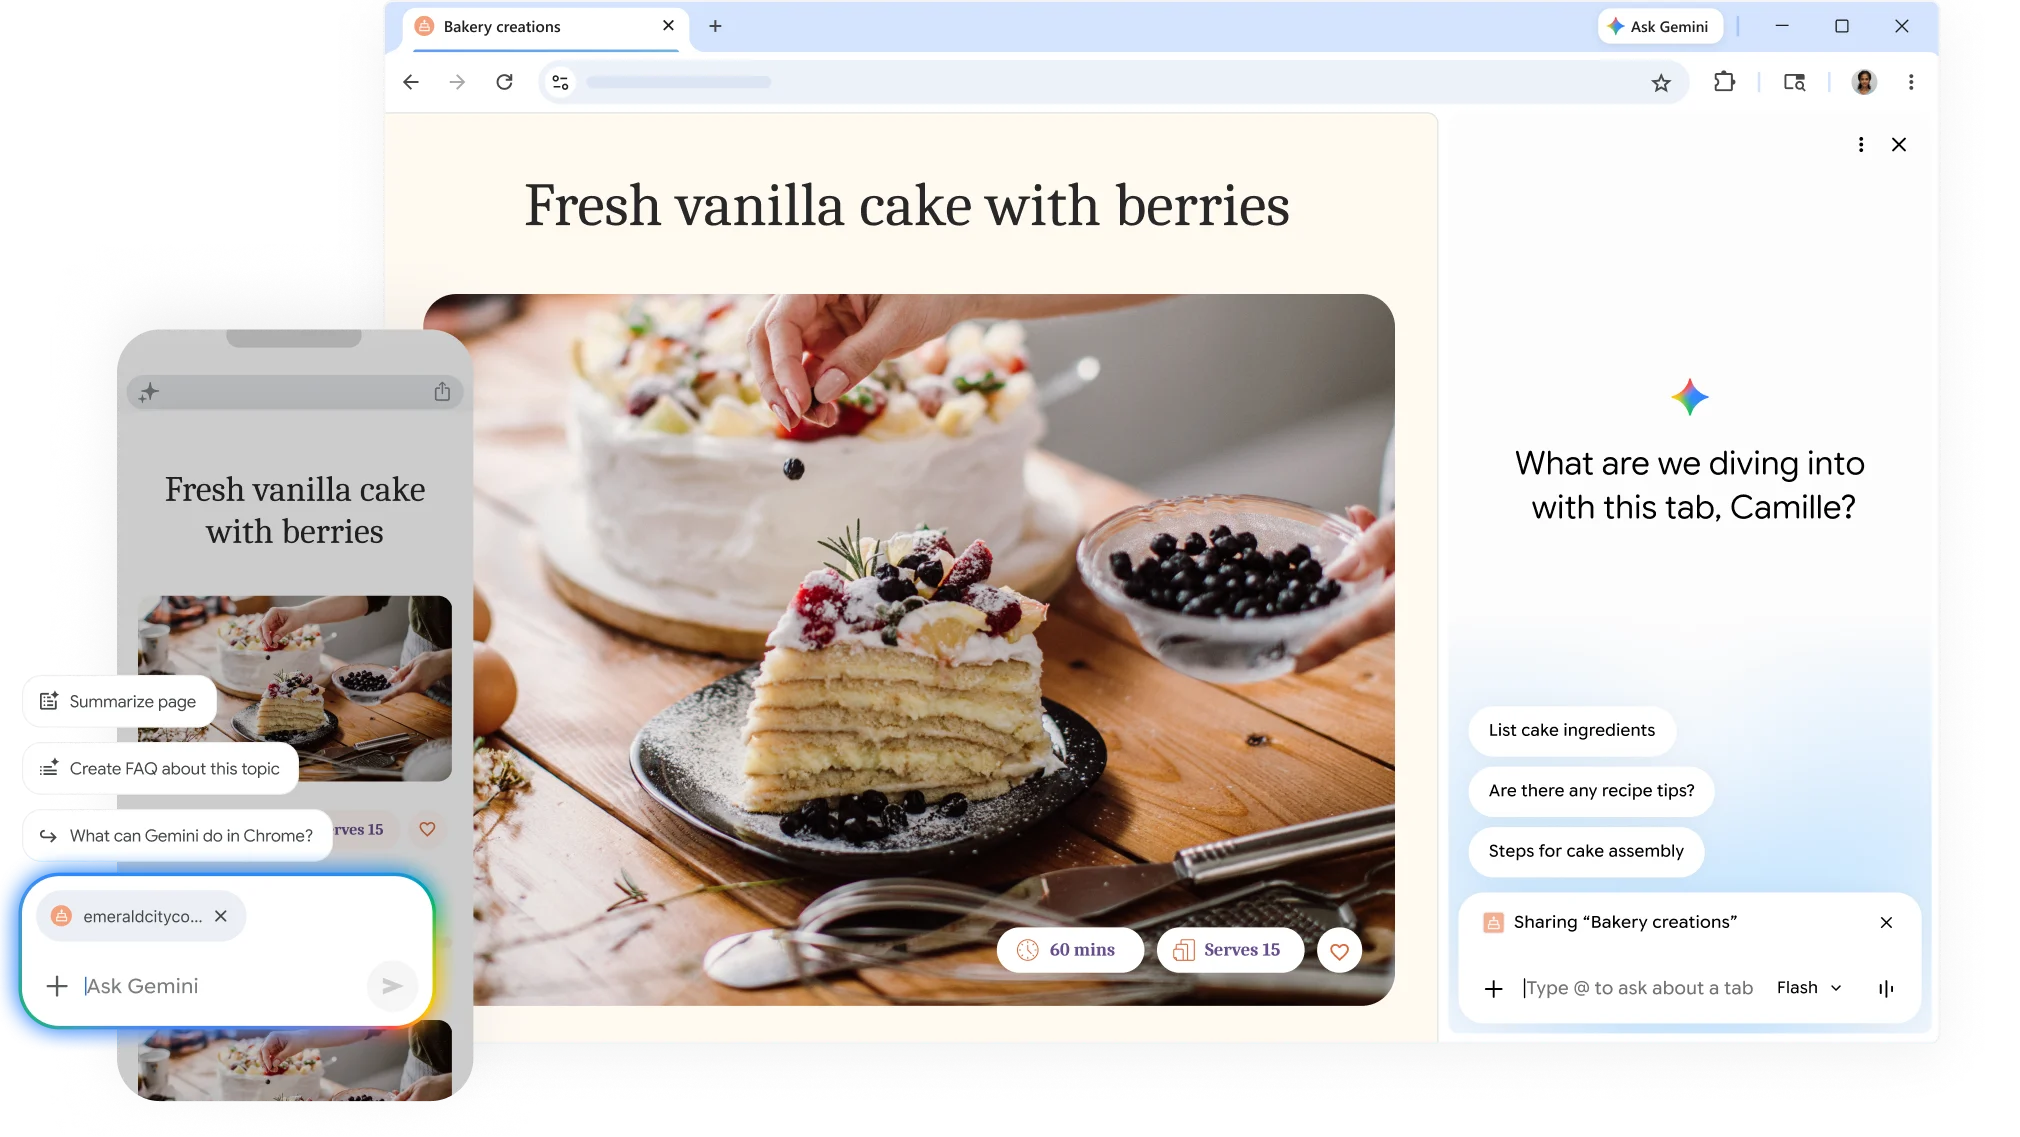 Bakery creations
Ask Gemini
Fresh vanilla cake with berries
What are we diving into
with this tab, Camille?
List cake ingredients
Are there any recipe tips?
Steps for cake assembly
Sharing “Bakery creations”
Type @ to ask about a tab
Flash
60 mins
Serves 15
Fresh vanilla cake
with berries
Summarize page
Create FAQ about this topic
What can Gemini do in Chrome?
rves 15
emeraldcityco...
Ask Gemini